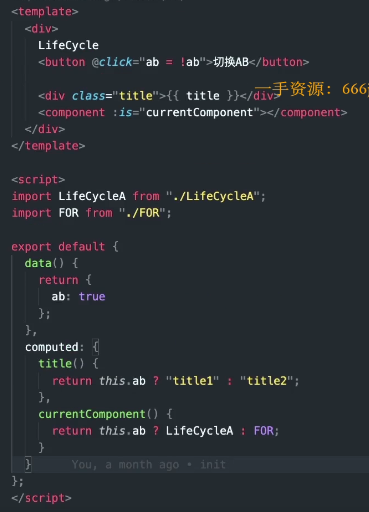 <template>
  <div>
    LifeCycle
    <button @click="ab = !ab">切换AB</button>
    <div class="title">{{ title }}</div>
一手资源：666
    <component :is="currentComponent"></component>
  </div>
</template>
<script>
import LifeCycleA from "./LifeCycleA";
import FOR from "./FOR";
export default {
  data() {
    return {
      ab: true
    };
  },
  computed: {
    title() {
      return this.ab ? "title1" : "title2";
    },
    currentComponent() {
      return this.ab ? LifeCycleA : FOR;
    }
  }      You, a month ago • init
};
</script>